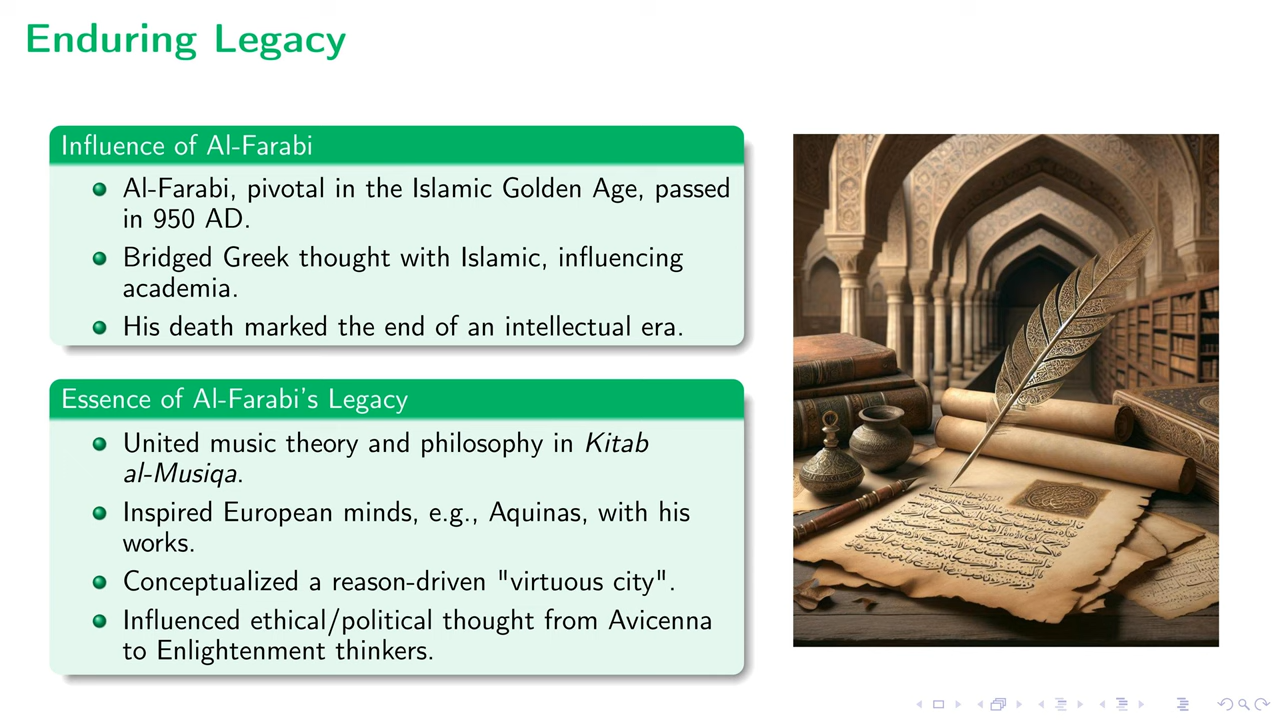 Enduring Legacy
Influence of Al-Farabi
Al-Farabi, pivotal in the Islamic Golden Age, passed
in 950 AD.
Bridged Greek thought with Islamic, influencing
academia.
His death marked the end of an intellectual era.
Essence of Al-Farabi's Legacy
United music theory and philosophy in Kitab
al-Musiqa.
Inspired European minds, e.g., Aquinas, with his
works.
Conceptualized a reason-driven "virtuous city".
Influenced ethical/political thought from Avicenna
to Enlightenment thinkers.